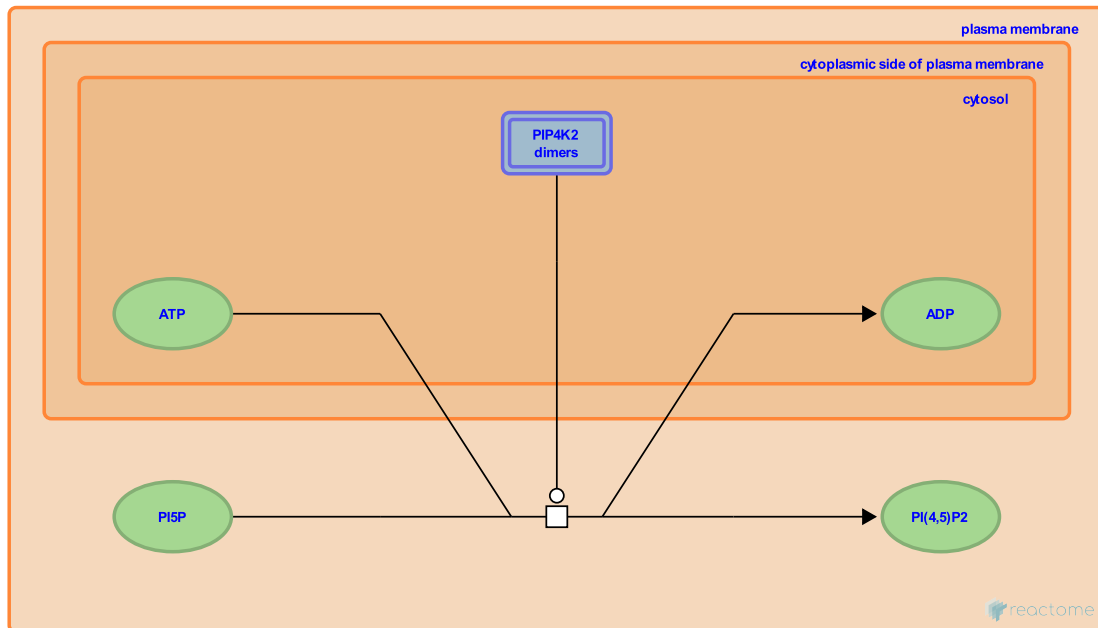 plasma membrane
cytoplasmic side of plasma membrane
cytosol
PIP4K2
dimers
ATP
ADP
PI5P
PI(4,5)P2
reactome